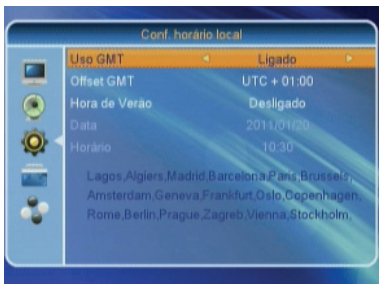 Conf. horário local
Uso GMT Ligado
Offset GMT UTC + 01:00
Hora de Verão Desligado
Data 2011/01/20
Horário 10:30
Lagos,Algiers,Madrid,Barcelona,Paris,Brussels,
Amsterdam,Geneva,Frankfurt,Oslo,Copenhagen,
Rome,Berlin,Prague,Zagreb,Vienna,Stockholm,